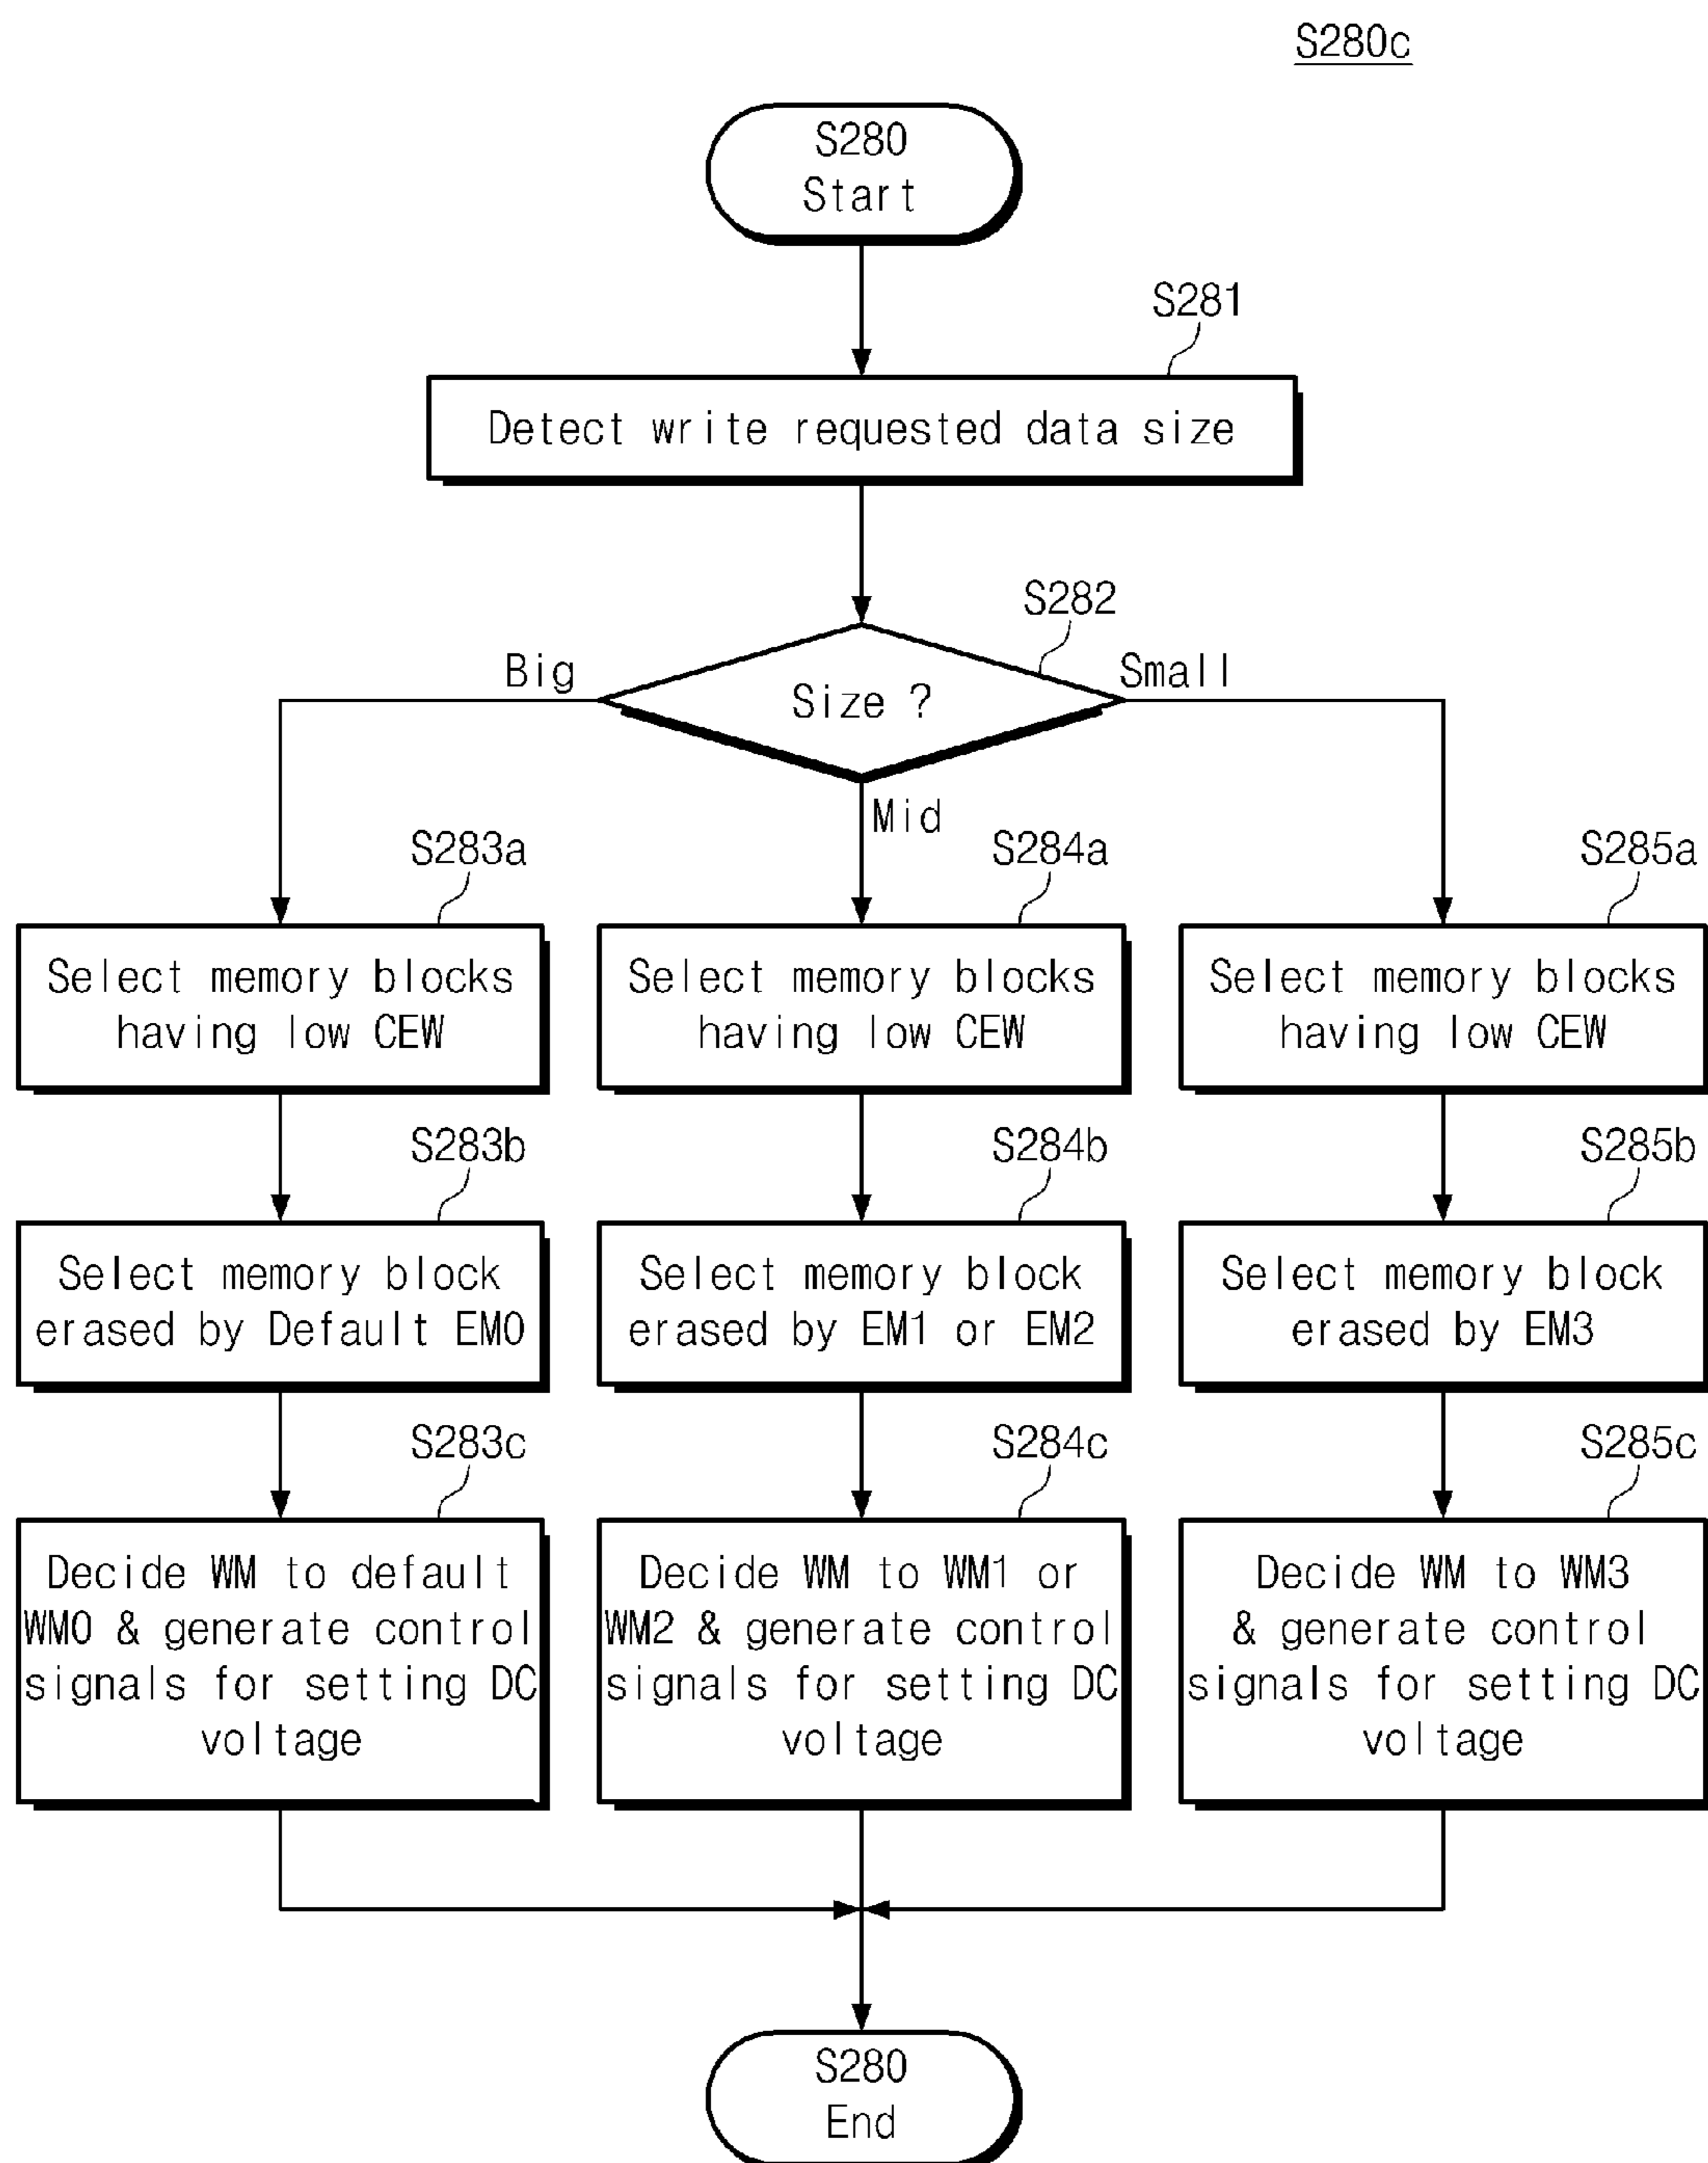 S280c
S280
Start
S281
Detect write requested data size
S282
Big
Size ?
Small
Mid
S283a
S284a
S285a
Select memory blocks
having low CEW
Select memory blocks
having low CEW
Select memory blocks
having low CEW
S283b
S284b
S285b
Select memory block
erased by Default EM0
Select memory block
erased by EM1 or EM2
Select memory block
erased by EM3
S283c
S284c
S285c
Decide WM to default
WM0 & generate control
signals for setting DC
voltage
Decide WM to WM1 or
WM2 & generate control
signals for setting DC
voltage
Decide WM to WM3
& generate control
signals for setting DC
voltage
S280
End